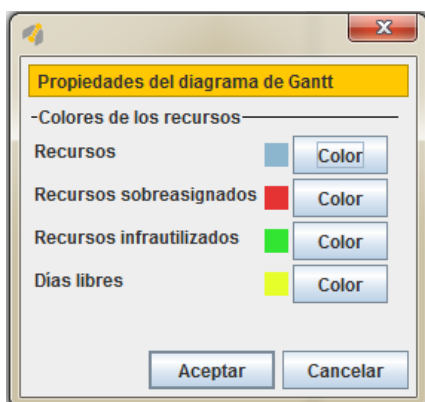 Propiedades del diagrama de Gantt
Colores de los recursos
Recursos Color
Recursos sobreasignados Color
Recursos infrautilizados Color
Días libres Color
Aceptar Cancelar